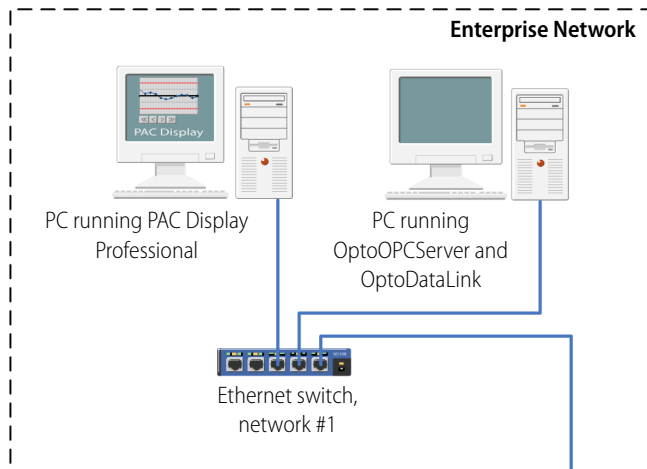 Enterprise Network
PAC Display
PC running PAC Display
Professional
PC running
OptoOPCServer and
OptoDataLink
Ethernet switch,
network #1